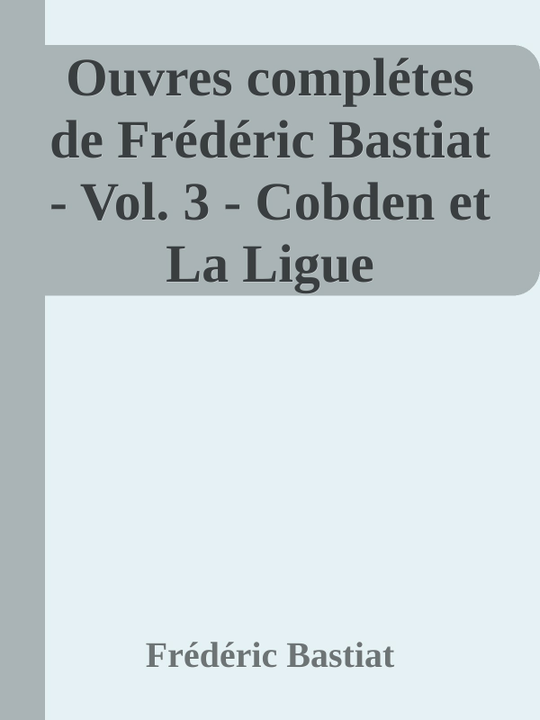 Ouvres complétes
de Frédéric Bastiat
- Vol. 3 - Cobden et
La Ligue
Frédéric Bastiat